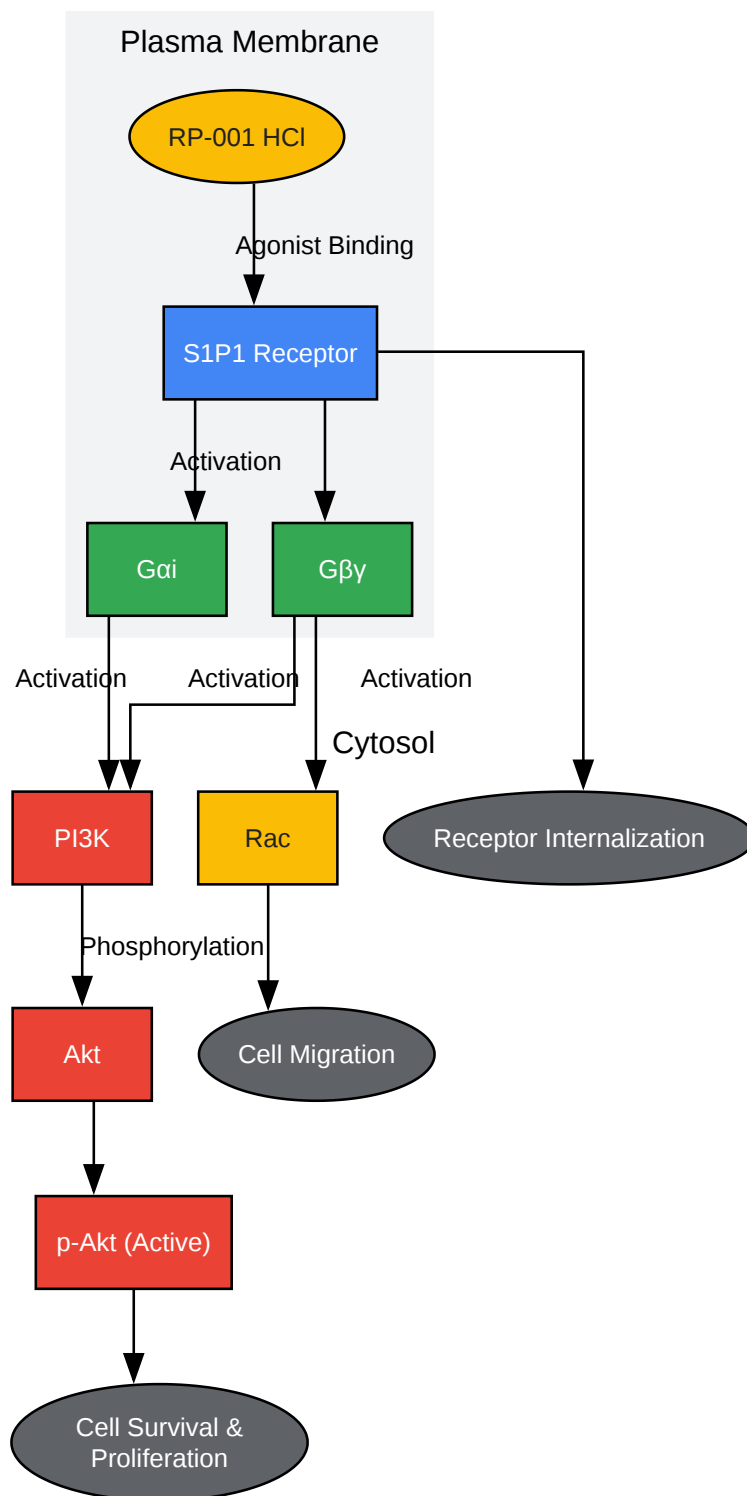 Plasma Membrane
RP-001 HCl
Agonist Binding
S1P1 Receptor
Activation
Gαi
Gβγ
Activation
Activation
Activation
Cytosol
PI3K
Rac
Receptor Internalization
Phosphorylation
Akt
Cell Migration
p-Akt (Active)
Cell Survival &
Proliferation